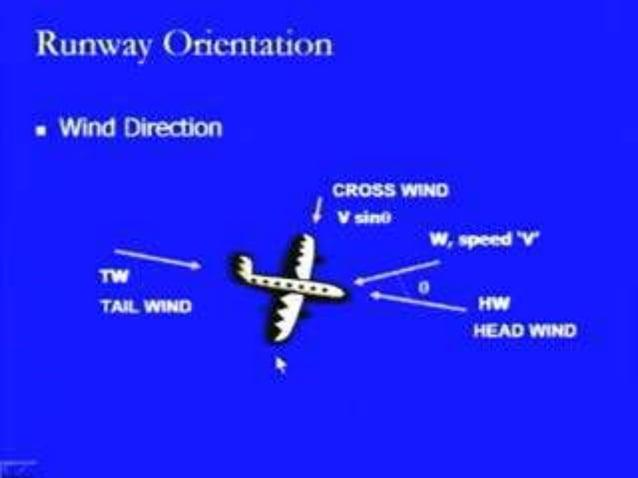 Runway Orientation
Wind Direction
CROSS WIND
V sinθ
W, speed 'V'
TW
θ
HW
TAIL WIND
HEAD WIND